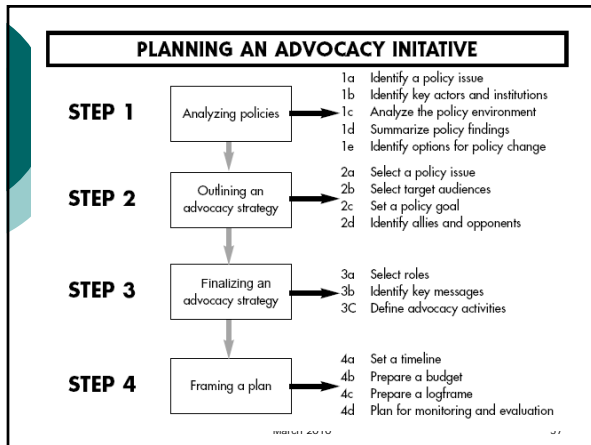 PLANNING AN ADVOCACY INITATIVE
STEP 1
Analyzing policies
1a Identify a policy issue
1b Identify key actors and institutions
1c Analyze the policy environment
1d Summarize policy findings
1e Identify options for policy change
STEP 2
Outlining an
advocacy strategy
2a Select a policy issue
2b Select target audiences
2c Set a policy goal
2d Identify allies and opponents
STEP 3
Finalizing an
advocacy strategy
3a Select roles
3b Identify key messages
3C Define advocacy activities
STEP 4
Framing a plan
4a Set a timeline
4b Prepare a budget
4c Prepare a logframe
4d Plan for monitoring and evaluation